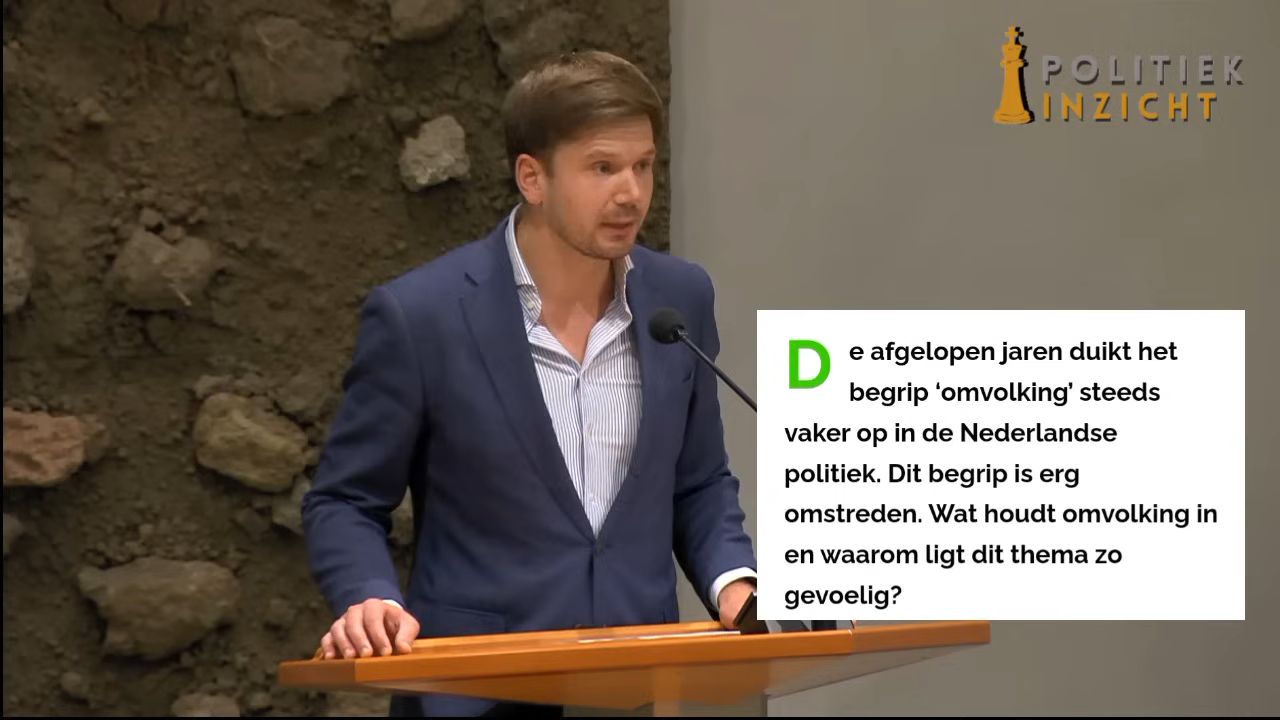 POLITIEK
INZICHT
De afgelopen jaren duikt het
begrip ‘omvolking’ steeds
vaker op in de Nederlandse
politiek. Dit begrip is erg
omstreden. Wat houdt omvolking in
en waarom ligt dit thema zo
gevoelig?